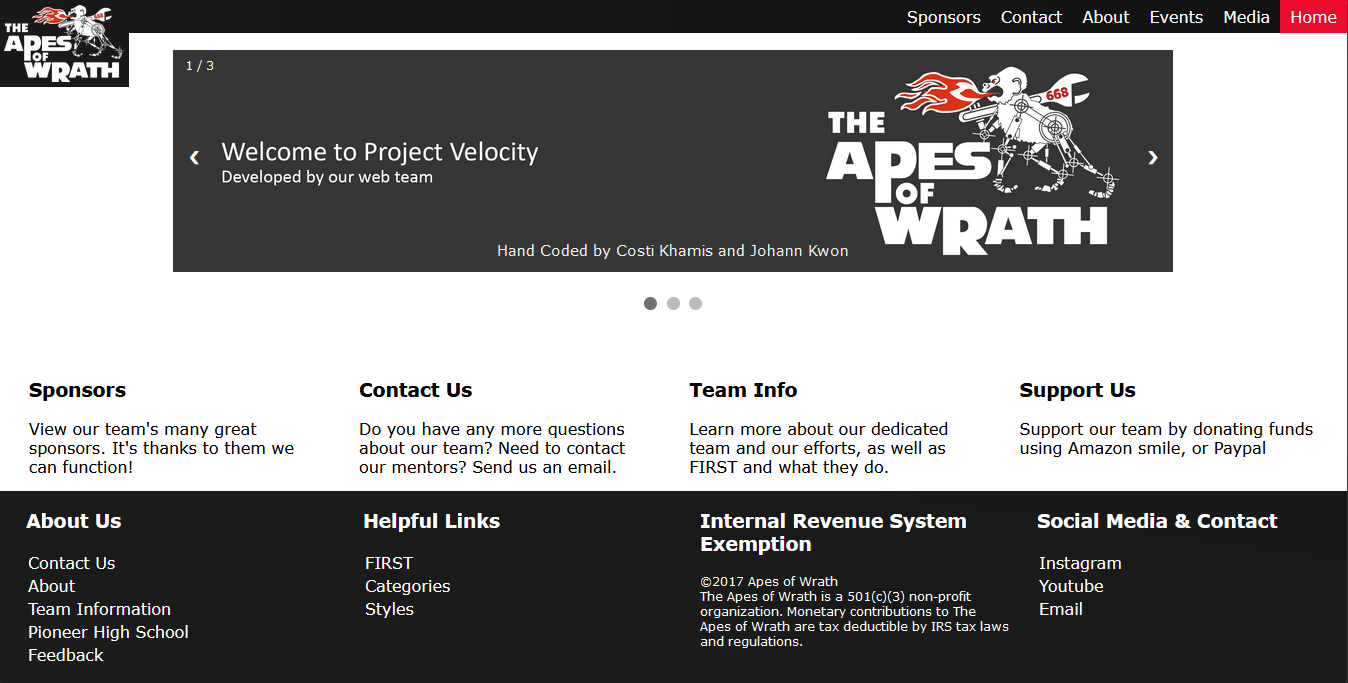 THE
APES
OF
WRATH
Sponsors Contact About Events Media Home
1 / 3
668
THE
APES
OF
WRATH
❮ Welcome to Project Velocity ❯
Developed by our web team
Hand Coded by Costi Khamis and Johann Kwon
Sponsors
View our team's many great
sponsors. It's thanks to them we
can function!
Contact Us
Do you have any more questions
about our team? Need to contact
our mentors? Send us an email.
Team Info
Learn more about our dedicated
team and our efforts, as well as
FIRST and what they do.
Support Us
Support our team by donating funds
using Amazon smile, or Paypal
About Us
Contact Us
About
Team Information
Pioneer High School
Feedback
Helpful Links
FIRST
Categories
Styles
Internal Revenue System
Exemption
©2017 Apes of Wrath
The Apes of Wrath is a 501(c)(3) non-profit
organization. Monetary contributions to The
Apes of Wrath are tax deductible by IRS tax laws
and regulations.
Social Media & Contact
Instagram
Youtube
Email